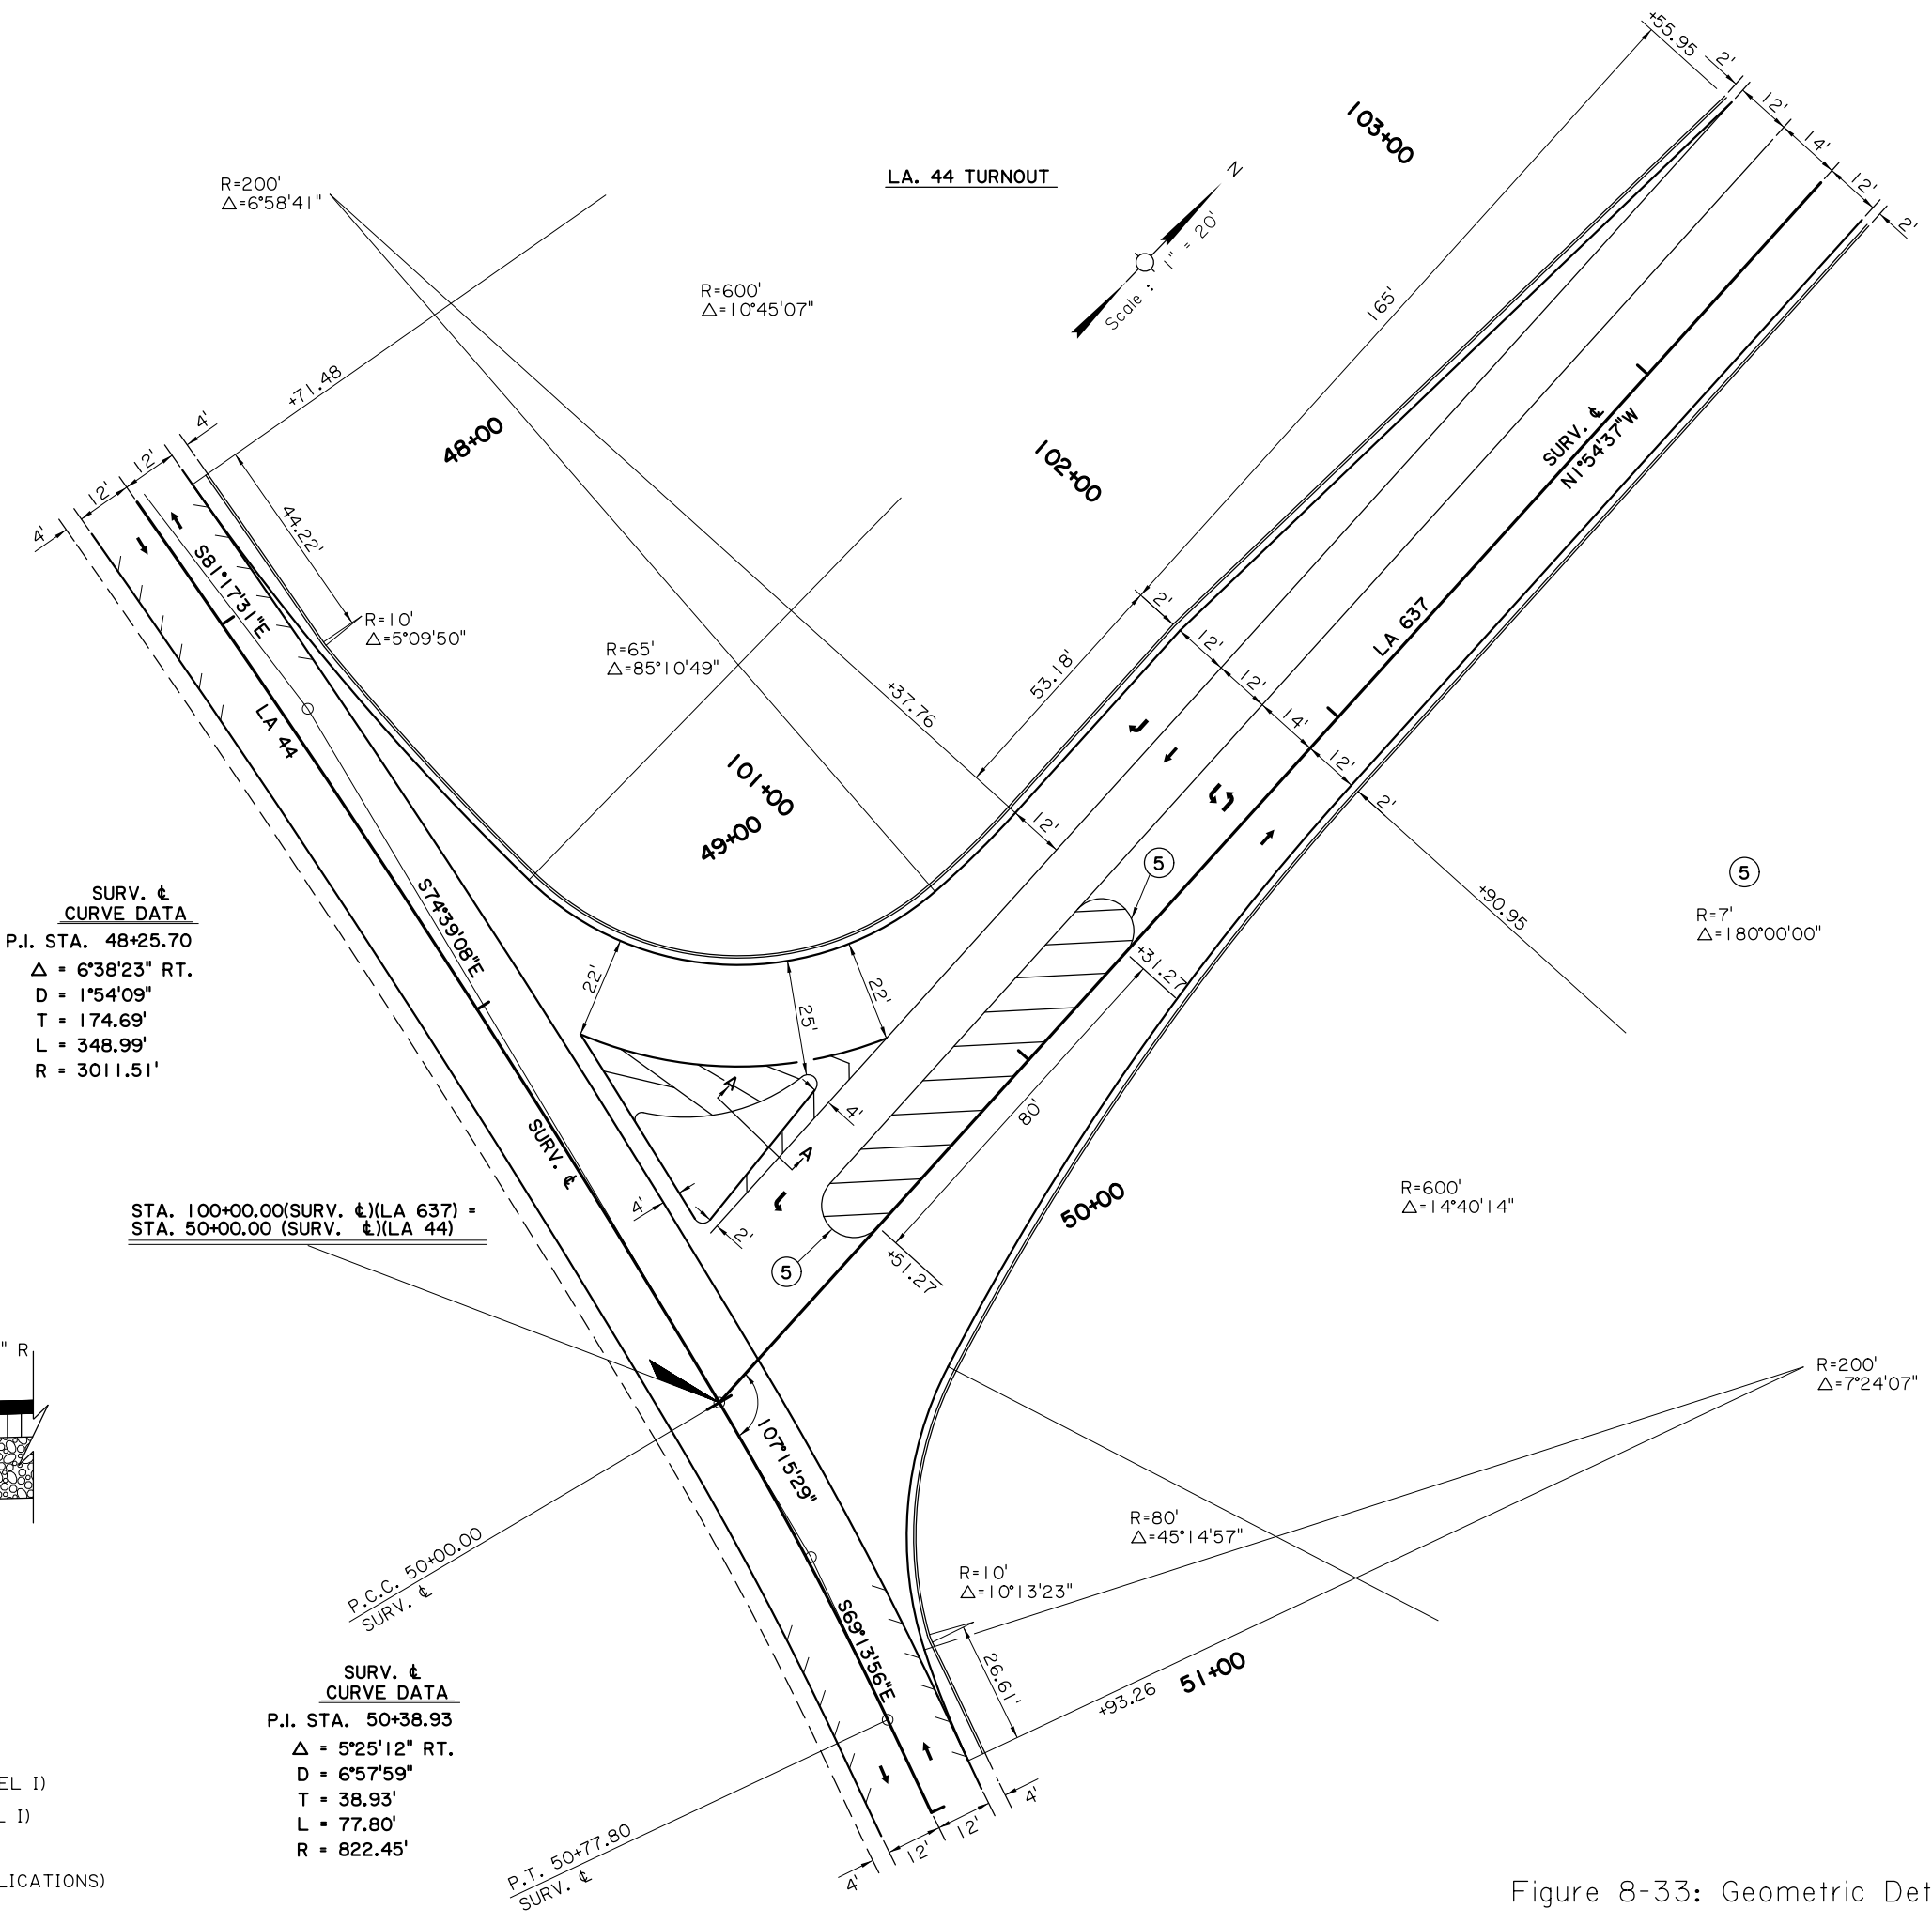 +55.95
2'
12'
14'
12'
2'
103+00
LA. 44 TURNOUT
N
Scale : 1" = 20'
R=200'
△=6°58'41"
R=600'
△=10°45'07"
165'
+71.48
4'
12'
12'
4'
48+00
102+00
SURV. ℄
N1°54'37"W
44.22'
S81°17'31"E
R=10'
△=5°09'50"
R=65'
△=85°10'49"
2'
12'
12'
14'
12'
2'
LA 637
53.18'
+37.76
12'
LA 44
101+00
49+00
5
5
R=7'
△=180°00'00"
+90.95
+31.27
SURV. ℄
CURVE DATA
P.I. STA. 48+25.70
△ = 6°38'23" RT.
D = 1°54'09"
T = 174.69'
L = 348.99'
R = 3011.51'
S74°39'08"E
22'
25'
22'
A
A
4'
80'
SURV. ℄
4'
2'
5
+51.27
50+00
R=600'
△=14°40'14"
STA. 100+00.00(SURV. ℄)(LA 637) =
STA. 50+00.00 (SURV. ℄)(LA 44)
" R
R=200'
△=7°24'07"
107°15'29"
P.C.C. 50+00.00
SURV. ℄
R=80'
△=45°14'57"
R=10'
△=10°13'23"
S69°13'56"E
26.61'
+93.26
51+00
SURV. ℄
CURVE DATA
P.I. STA. 50+38.93
△ = 5°25'12" RT.
D = 6°57'59"
T = 38.93'
L = 77.80'
R = 822.45'
P.T. 50+77.80
SURV. ℄
4'
12'
12'
4'
EL I)
L I)
LICATIONS)
Figure 8-33: Geometric Det